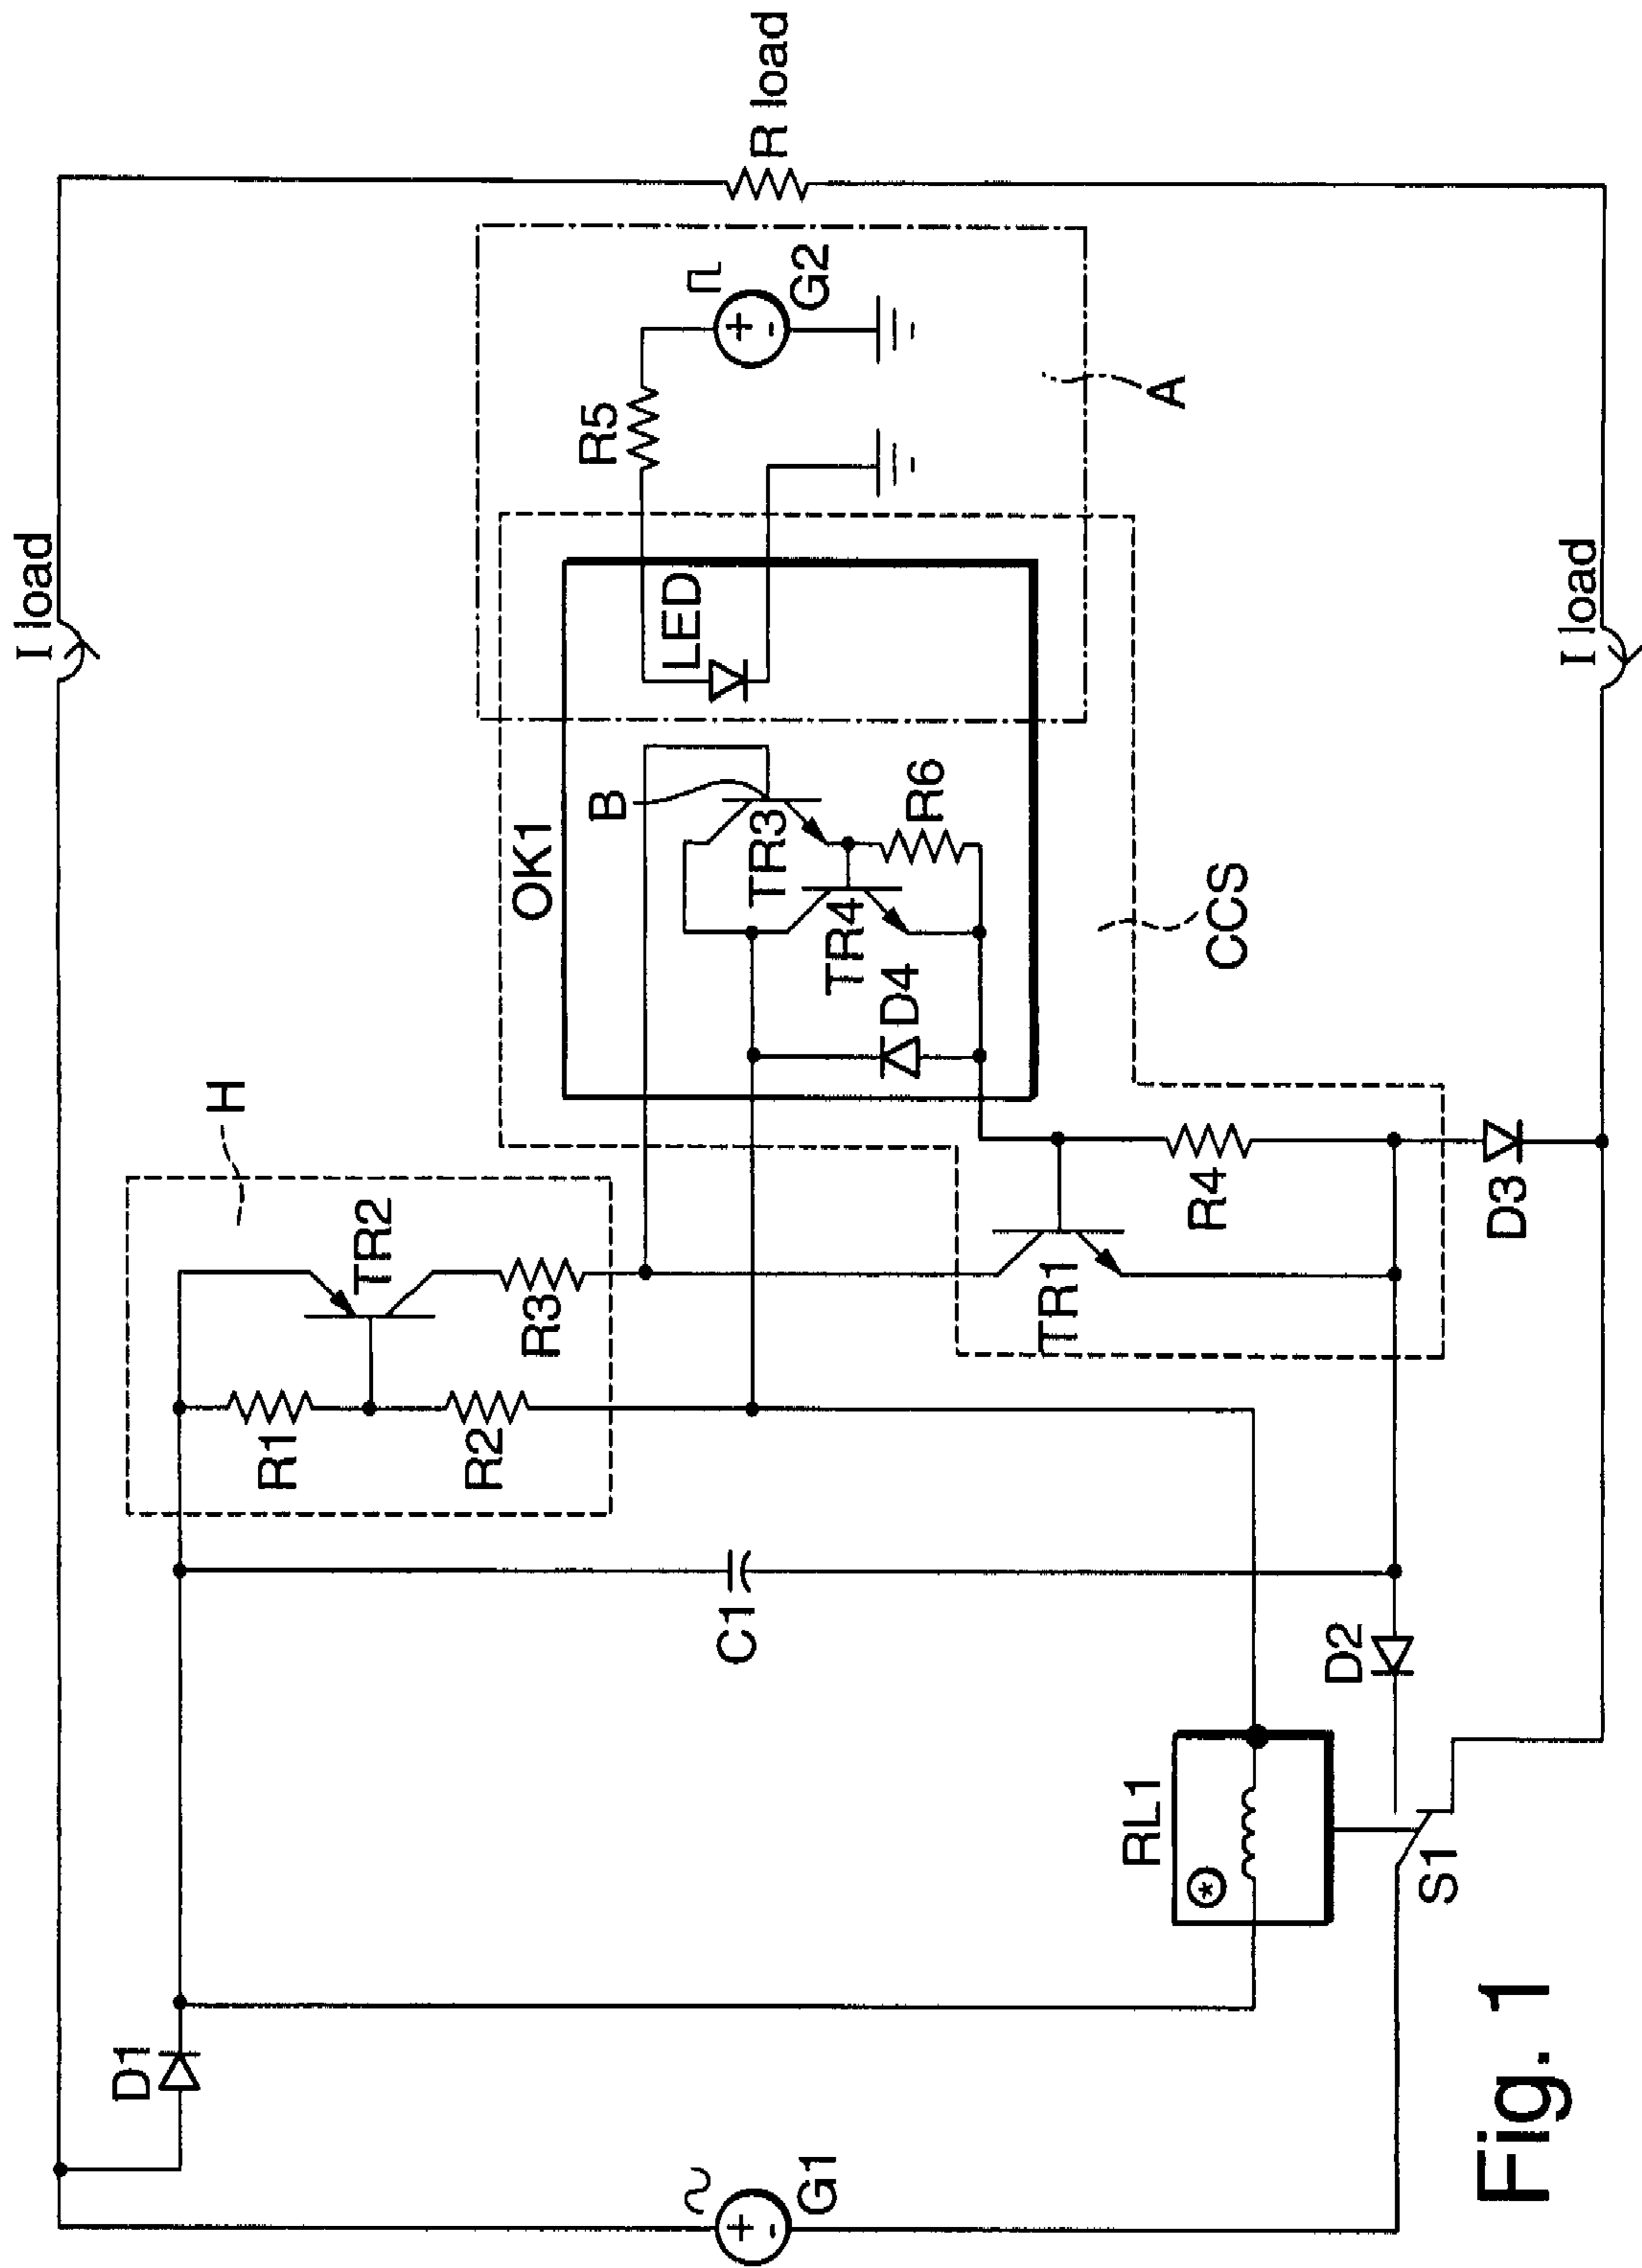 I load
R load
H
D1
R1
R2
TR2
R3
C1
OK1
B
TR3
TR4
R6
D4
LED
R5
G2
A
CCS
TR1
R4
D3
D2
RL1
*
S1
G1
+
-
+
-
I load
Fig. 1